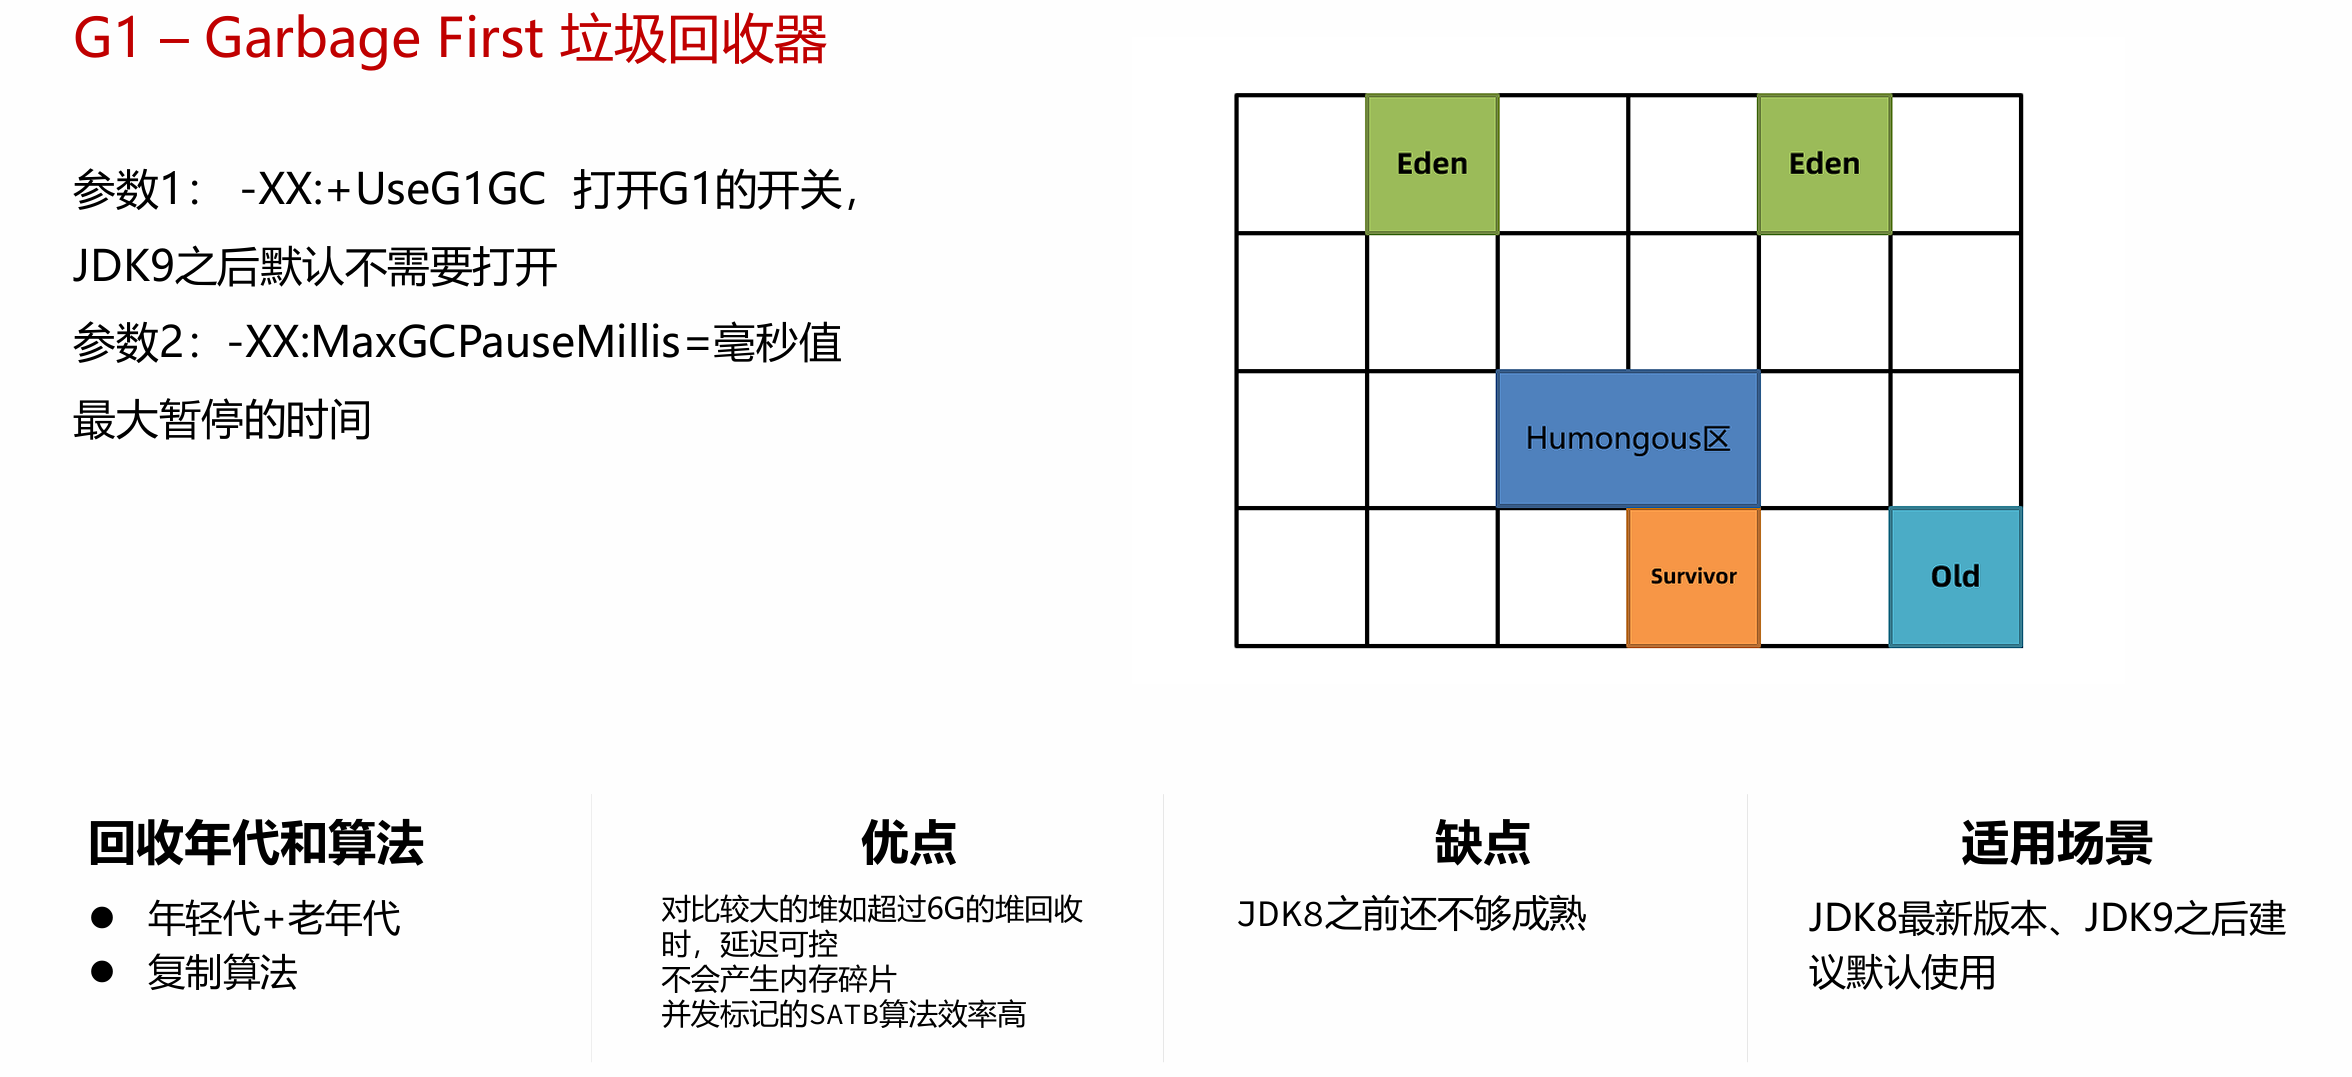 G1 – Garbage First 垃圾回收器
参数1： -XX:+UseG1GC 打开G1的开关，
JDK9之后默认不需要打开
参数2：-XX:MaxGCPauseMillis=毫秒值
最大暂停的时间
Eden
Eden
Humongous区
Survivor
Old
回收年代和算法
● 年轻代+老年代
● 复制算法
优点
对比较大的堆如超过6G的堆回收
时，延迟可控
不会产生内存碎片
并发标记的SATB算法效率高
缺点
JDK8之前还不够成熟
适用场景
JDK8最新版本、JDK9之后建
议默认使用